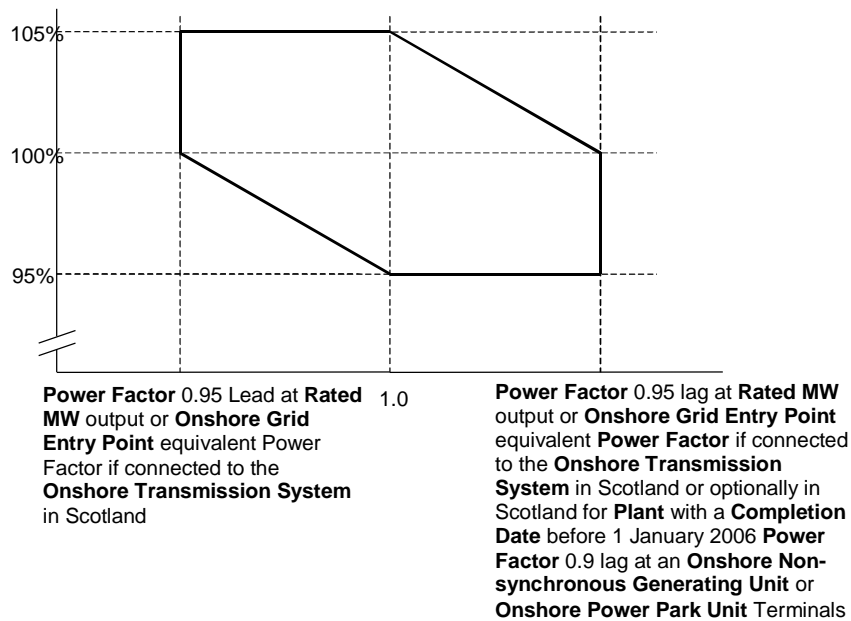 105%
100%
95%
Power Factor 0.95 Lead at Rated
MW output or Onshore Grid
Entry Point equivalent Power
Factor if connected to the
Onshore Transmission System
in Scotland
1.0
Power Factor 0.95 lag at Rated MW
output or Onshore Grid Entry Point
equivalent Power Factor if connected
to the Onshore Transmission
System in Scotland or optionally in
Scotland for Plant with a Completion
Date before 1 January 2006 Power
Factor 0.9 lag at an Onshore Non-
synchronous Generating Unit or
Onshore Power Park Unit Terminals